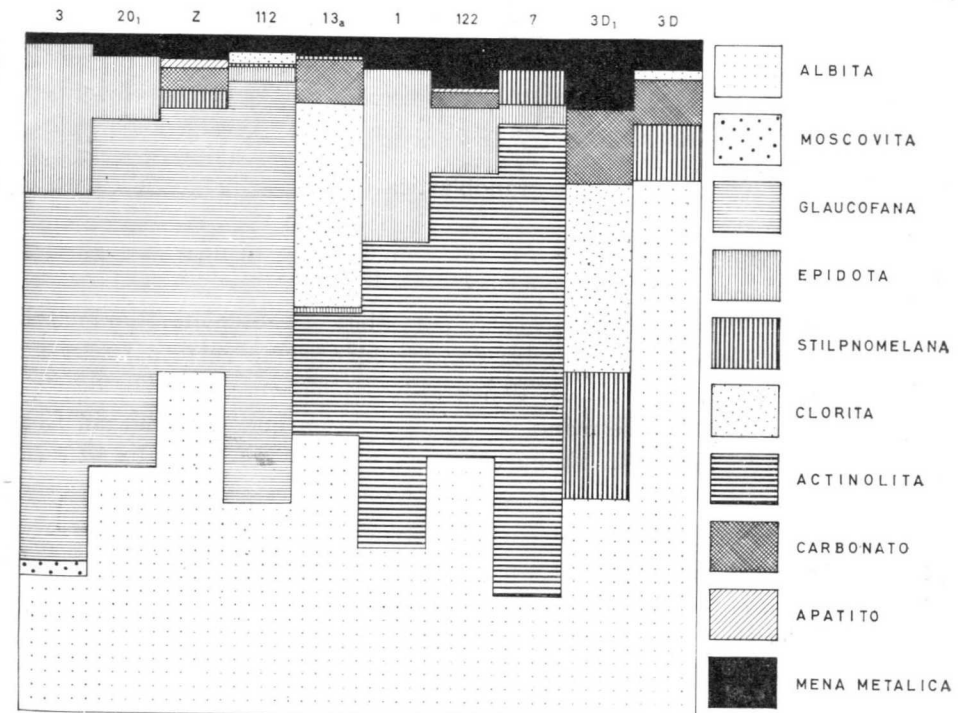 3 20₁ Z 112 13ₐ 1 122 7 3D₁ 3D
ALBITA
MOSCOVITA
GLAUCOFANA
EPIDOTA
STILPNOMELANA
CLORITA
ACTINOLITA
CARBONATO
APATITO
MENA METALICA